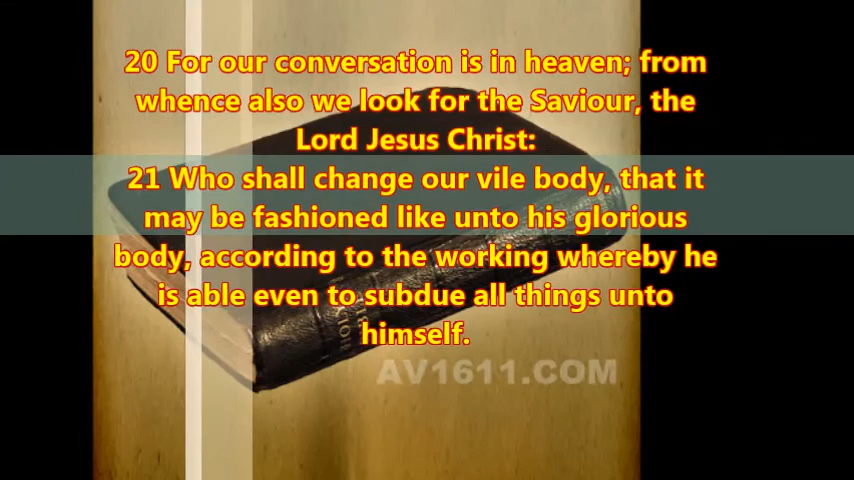 20 For our conversation is in heaven; from
whence also we look for the Saviour, the
Lord Jesus Christ:
21 Who shall change our vile body, that it
may be fashioned like unto his glorious
body, according to the working whereby he
is able even to subdue all things unto
himself.
AV1611.COM